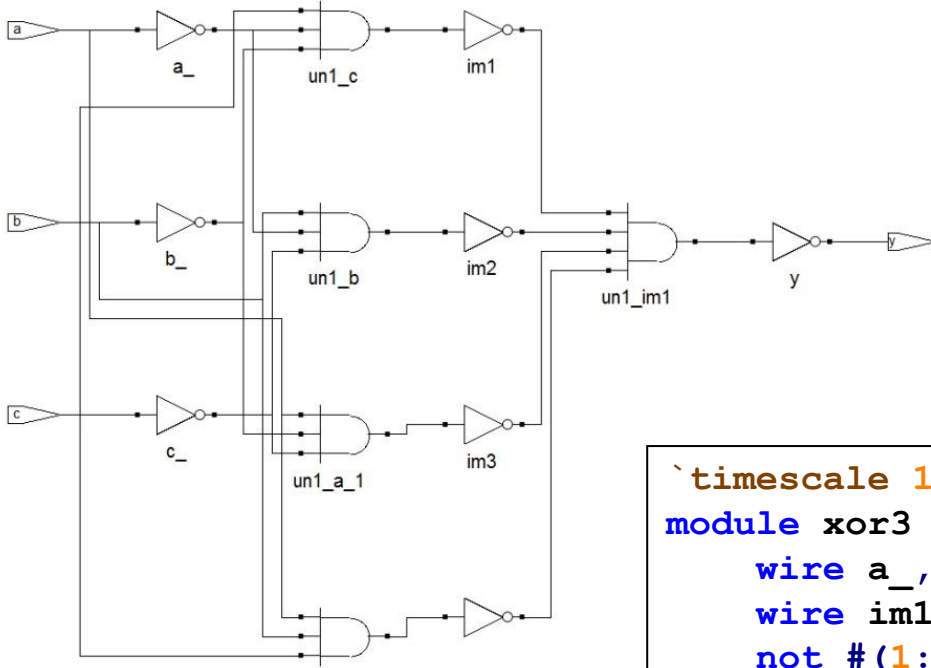 a
a_
un1_c
im1
b
b_
un1_b
im2
un1_im1
y
y
c
c_
un1_a_1
im3
`timescale 1
module xor3
wire a_,
wire im1
not #(1: